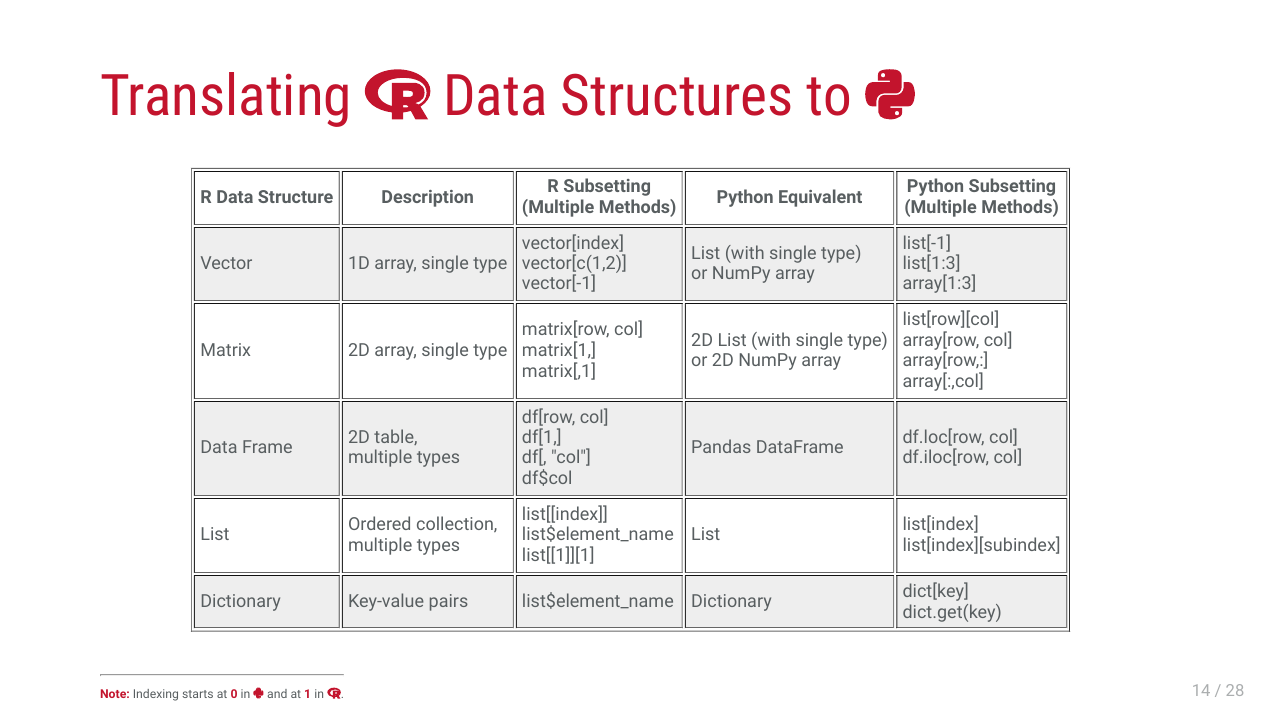 Translating R Data Structures to
R Data Structure
Description
R Subsetting
(Multiple Methods)
Python Equivalent
Python Subsetting
(Multiple Methods)
Vector
1D array, single type
vector[index]
vector[c(1,2)]
vector[-1]
List (with single type)
or NumPy array
list[-1]
list[1:3]
array[1:3]
Matrix
2D array, single type
matrix[row, col]
matrix[1,]
matrix[,1]
2D List (with single type)
or 2D NumPy array
list[row][col]
array[row, col]
array[row,:]
array[:,col]
Data Frame
2D table,
multiple types
df[row, col]
df[1,]
df[, "col"]
df$col
Pandas DataFrame
df.loc[row, col]
df.iloc[row, col]
List
Ordered collection,
multiple types
list[[index]]
list$element_name
list[[1]][1]
List
list[index]
list[index][subindex]
Dictionary
Key-value pairs
list$element_name
Dictionary
dict[key]
dict.get(key)
Note: Indexing starts at 0 in and at 1 in R.
14 / 28